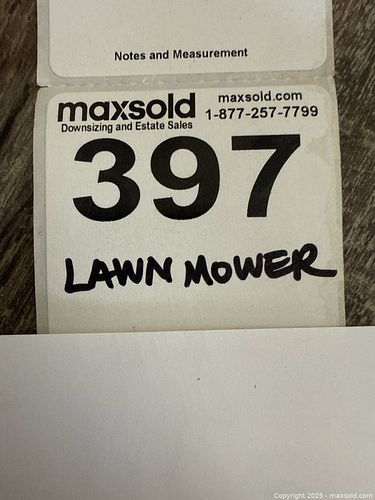 Notes and Measurement
maxsold maxsold.com
Downsizing and Estate Sales 1-877-257-7799
397
LAWN MOWER
Copyright 2025 - maxsold.com